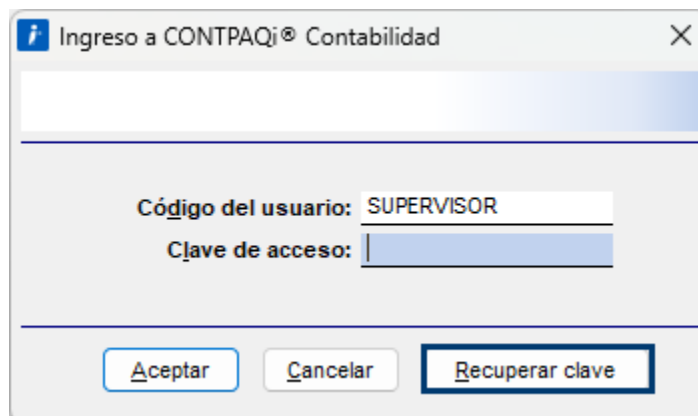 Ingreso a CONTPAQi® Contabilidad
Código del usuario: SUPERVISOR
Clave de acceso:
Aceptar Cancelar Recuperar clave